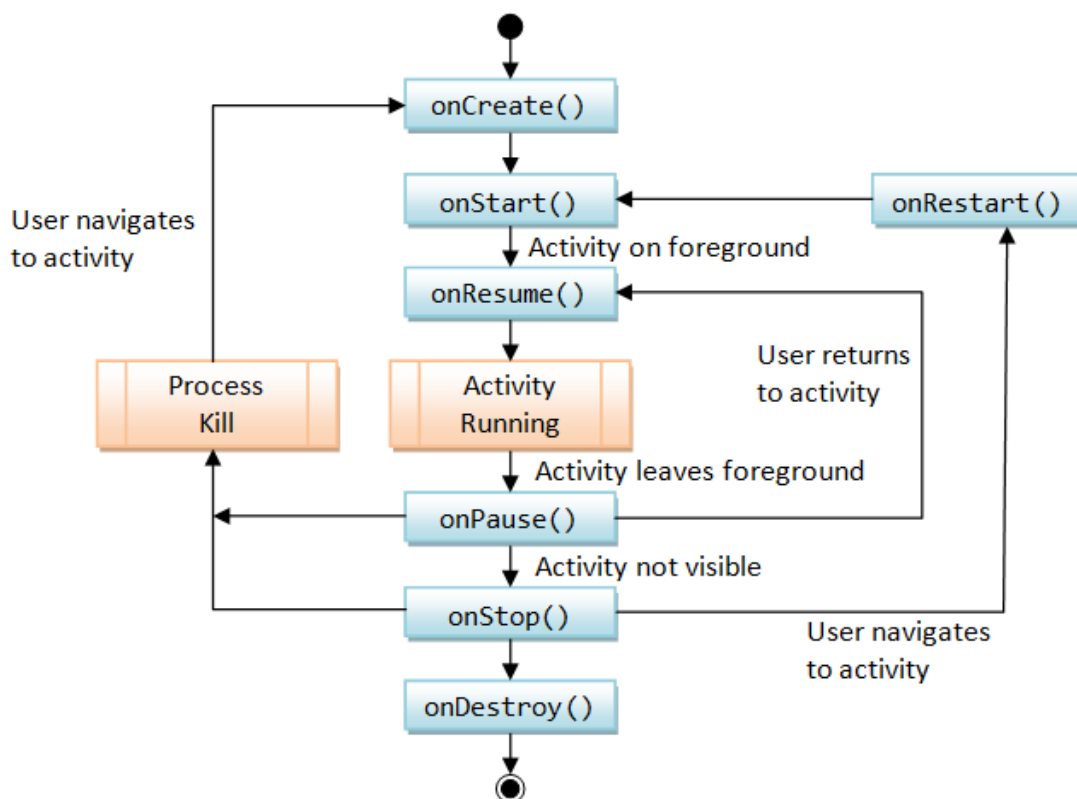 onCreate()
onStart()
onRestart()
User navigates
to activity
Activity on foreground
onResume()
User returns
to activity
Process
Kill
Activity
Running
Activity leaves foreground
onPause()
Activity not visible
onStop()
User navigates
to activity
onDestroy()